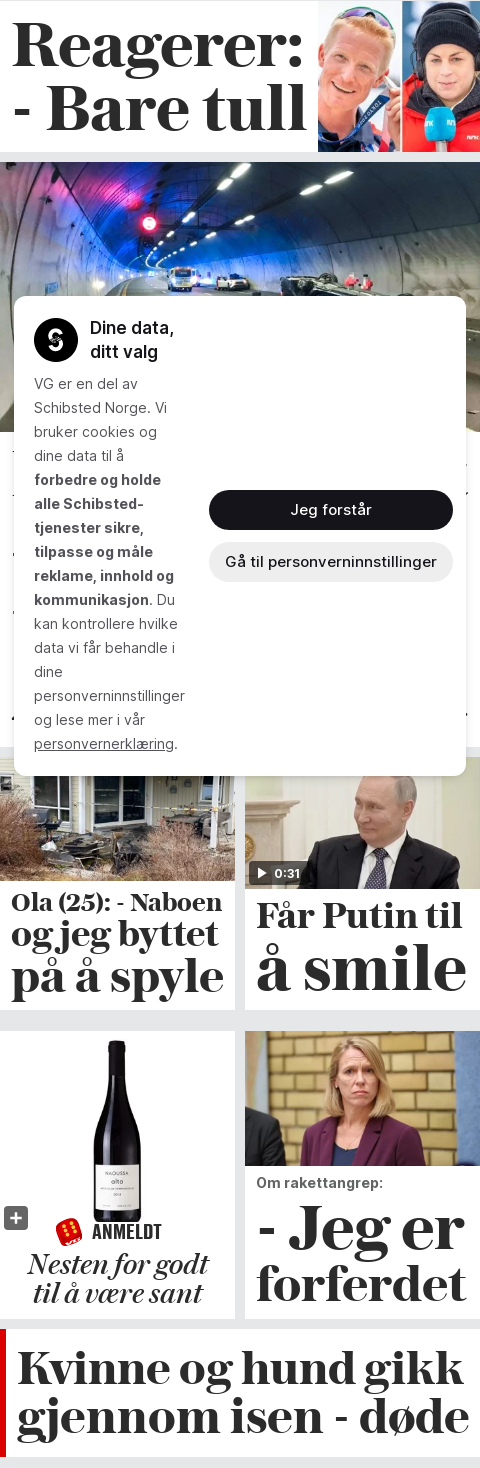 Reagerer:
- Bare tull
Dine data,
ditt valg
VG er en del av
Schibsted Norge. Vi
bruker cookies og
dine data til å
forbedre og holde
alle Schibsted-
tjenester sikre,
tilpasse og måle
reklame, innhold og
kommunikasjon. Du
kan kontrollere hvilke
data vi får behandle i
dine
personverninnstillinger
og lese mer i vår
personvernerklæring.
Jeg forstår
Gå til personverninnstillinger
0:31
Ola (25): - Naboen
og jeg byttet
på å spyle
Får Putin til
å smile
NAOUSSA
alto
ANMELDT
Nesten for godt
til å være sant
Om rakettangrep:
- Jeg er
forferdet
Kvinne og hund gikk
gjennom isen - døde